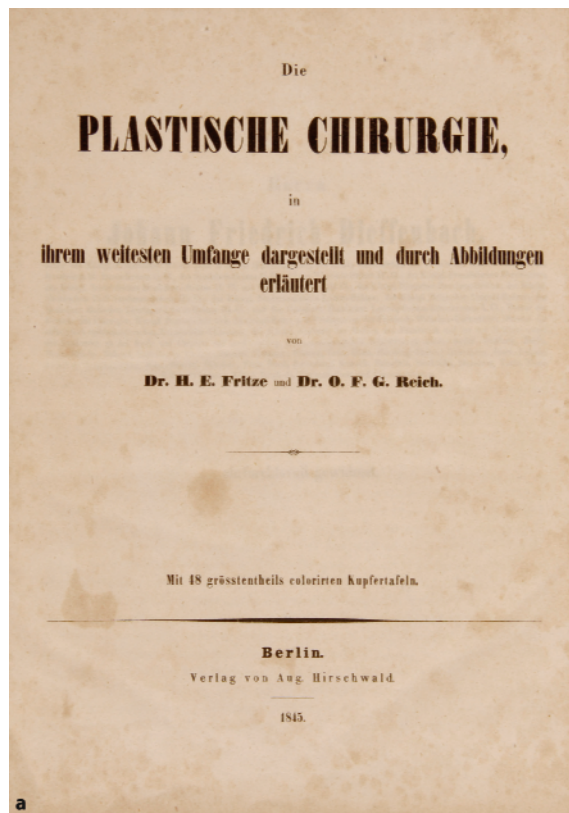 Die
PLASTISCHE CHIRURGIE,
in
ihrem weitesten Umfange dargestellt und durch Abbildungen
erläutert
von
Dr. H. E. Fritze und Dr. O. F. G. Reich.
Mit 48 grösstentheils colorirten Kupfertafeln.
Berlin.
Verlag von Aug. Hirschwald.
1845.
a